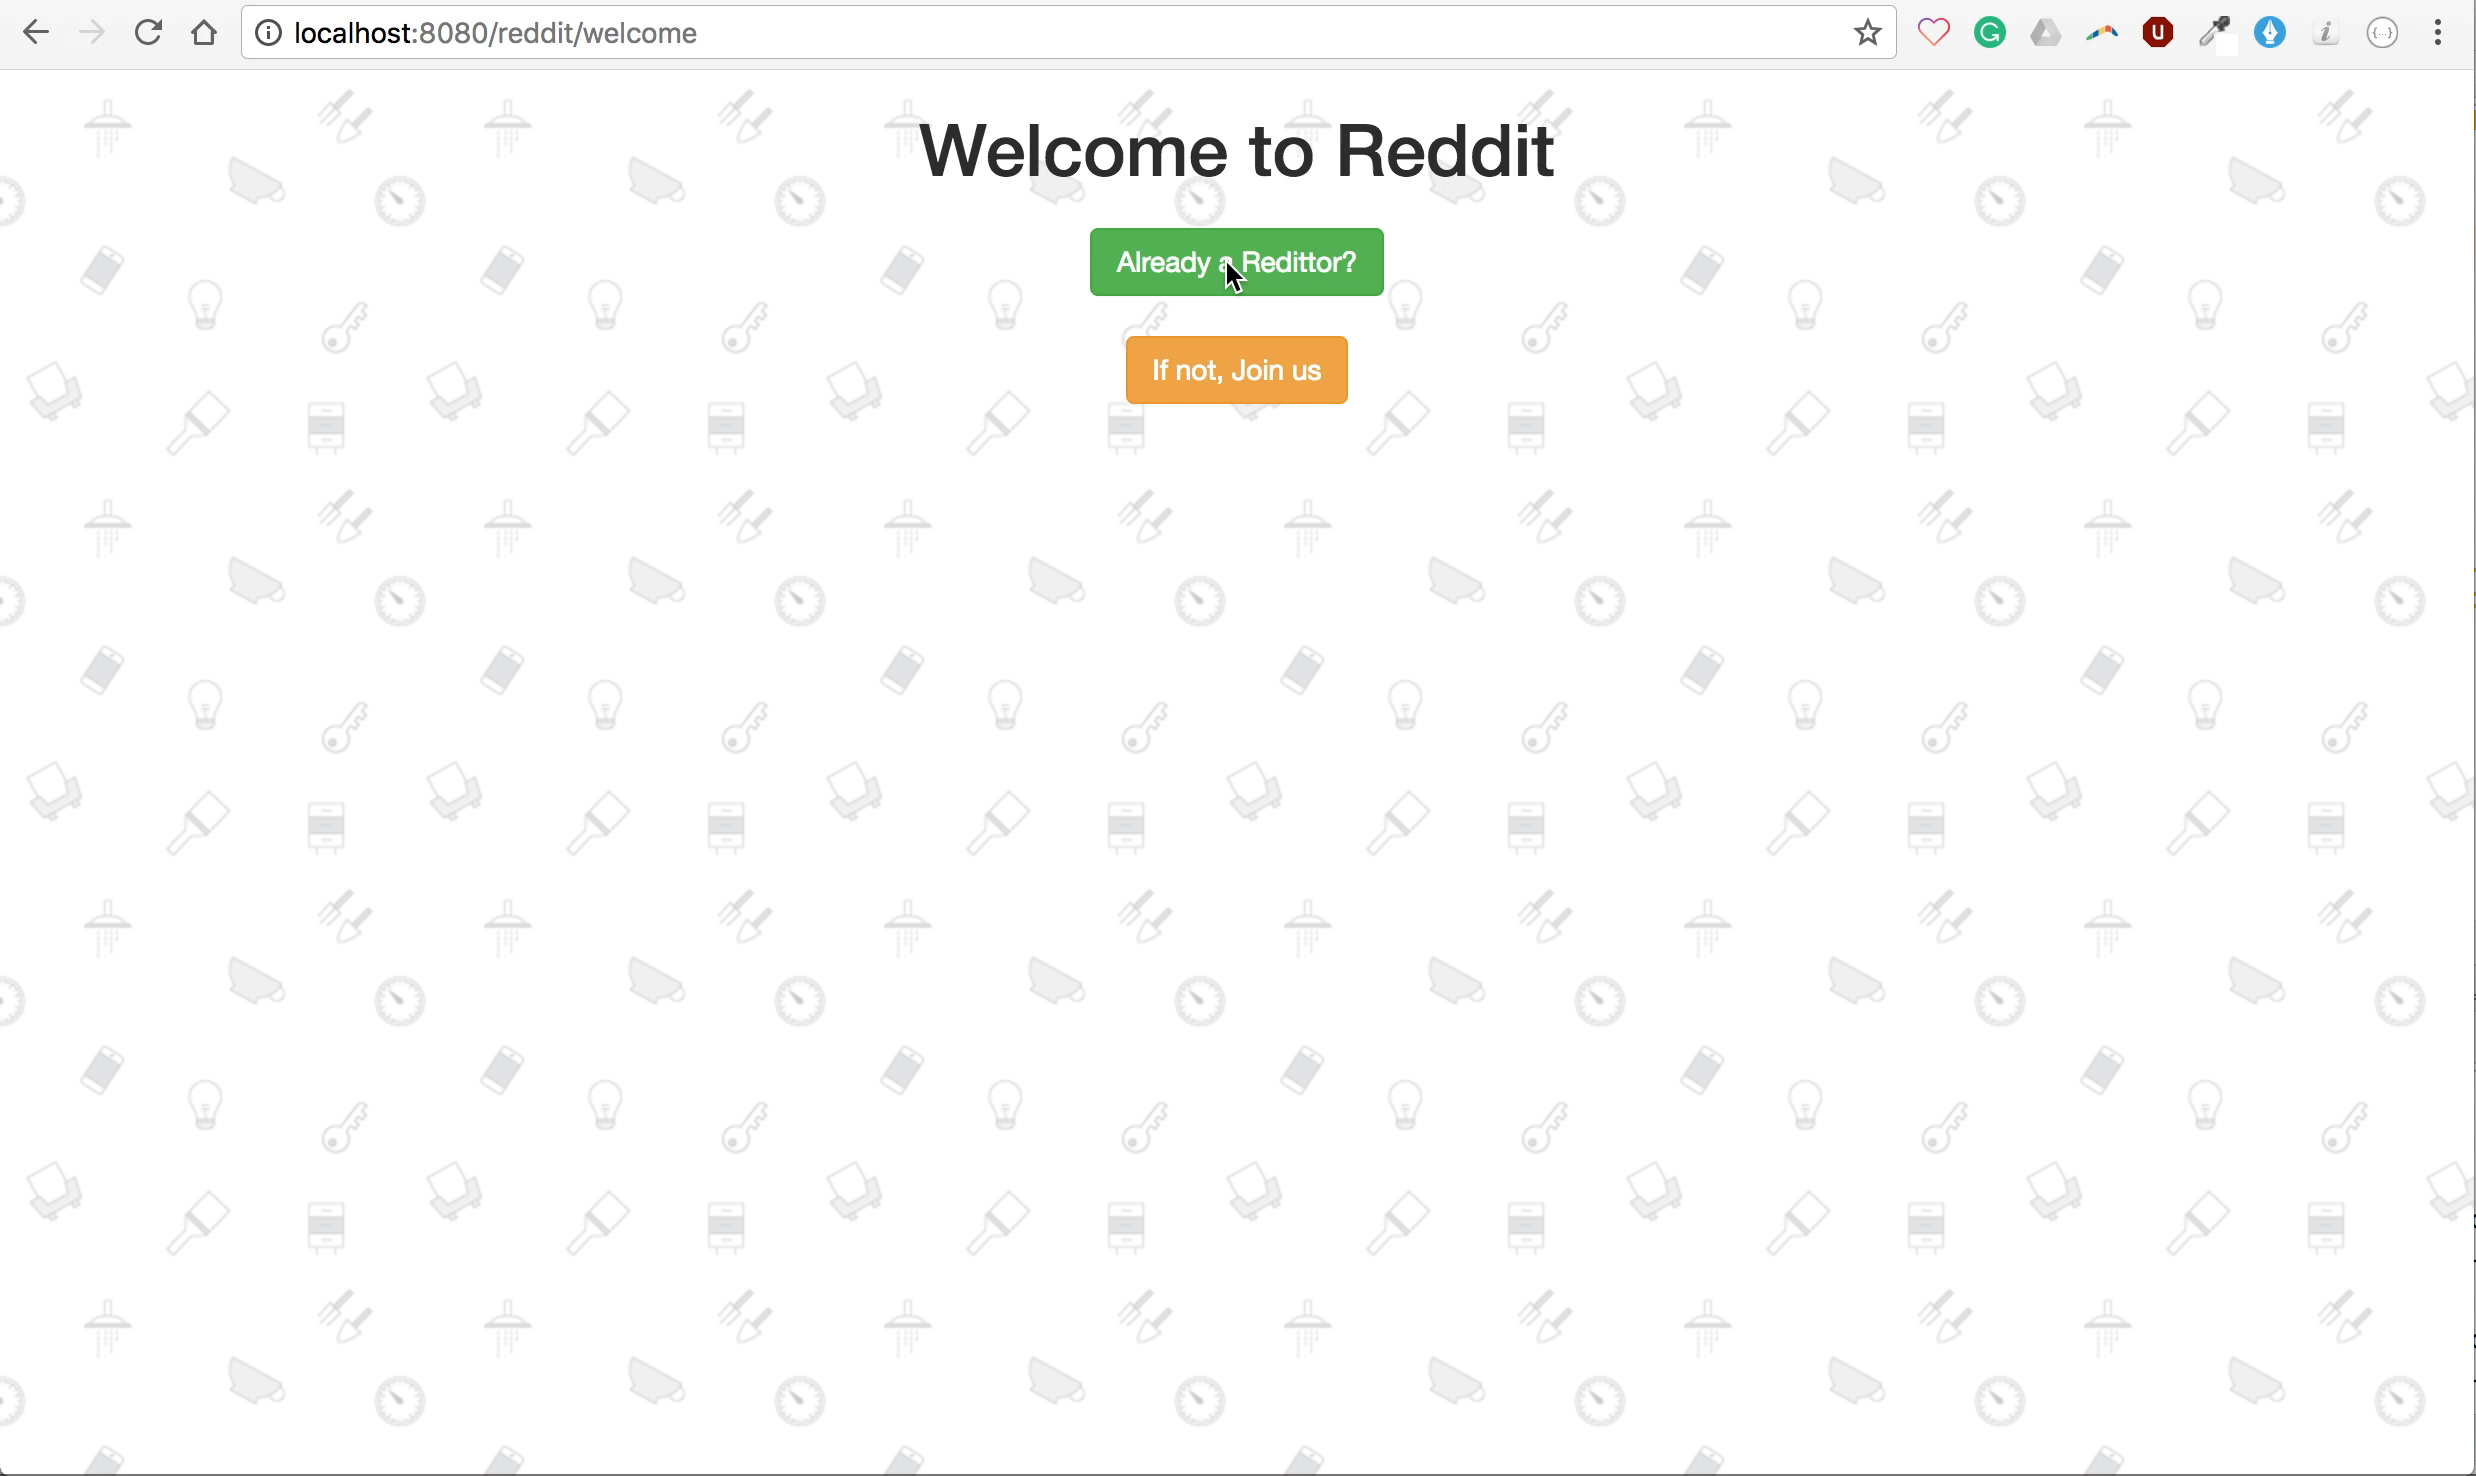 localhost:8080/reddit/welcome
Welcome to Reddit
Already a Redittor?
If not, Join us